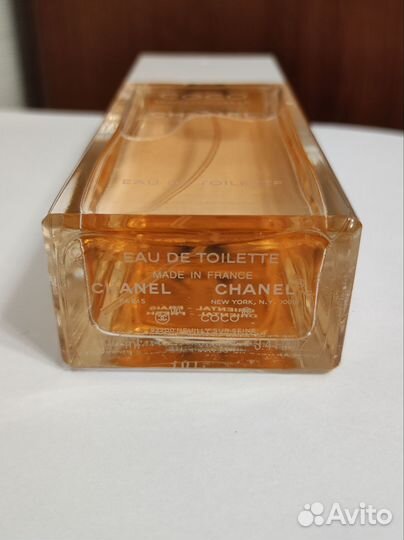 CHANEL
EAU DE TOILETTE
EAU DE TOILETTE
MADE IN FRANCE
CHANEL CHANEL
PARIS NEW YORK, N.Y.
COCO
NEUILLY-SUR-SEINE
Avito